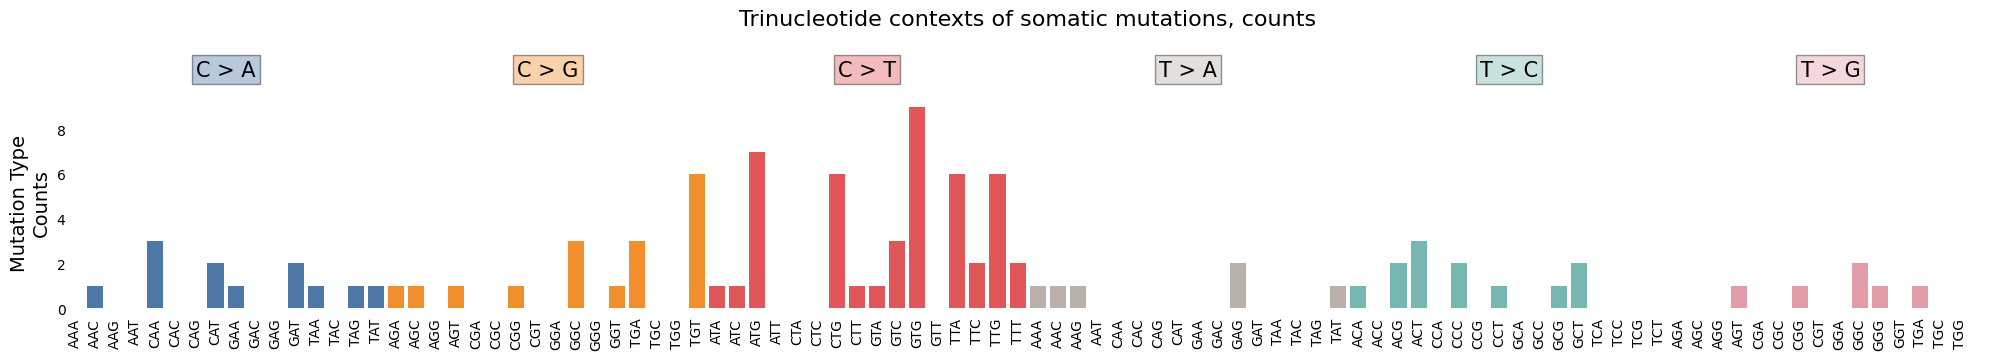 Trinucleotide contexts of somatic mutations, counts
C > A
C > G
C > T
T > A
T > C
T > G
Mutation Type
Counts
8
6
4
2
0
AAA
AAC
AAG
AAT
CAA
CAC
CAG
CAT
GAA
GAC
GAG
GAT
TAA
TAC
TAG
TAT
AGA
AGC
AGG
AGT
CGA
CGC
CGG
CGT
GGA
GGC
GGG
GGT
TGA
TGC
TGG
TGT
ATA
ATC
ATG
ATT
CTA
CTC
CTG
CTT
GTA
GTC
GTG
GTT
TTA
TTC
TTG
TTT
AAA
AAC
AAG
AAT
CAA
CAC
CAG
CAT
GAA
GAC
GAG
GAT
TAA
TAC
TAG
TAT
ACA
ACC
ACG
ACT
CCA
CCC
CCG
CCT
GCA
GCC
GCG
GCT
TCA
TCC
TCG
TCT
AGA
AGC
AGG
AGT
CGA
CGC
CGG
CGT
GGA
GGC
GGG
GGT
TGA
TGC
TGG